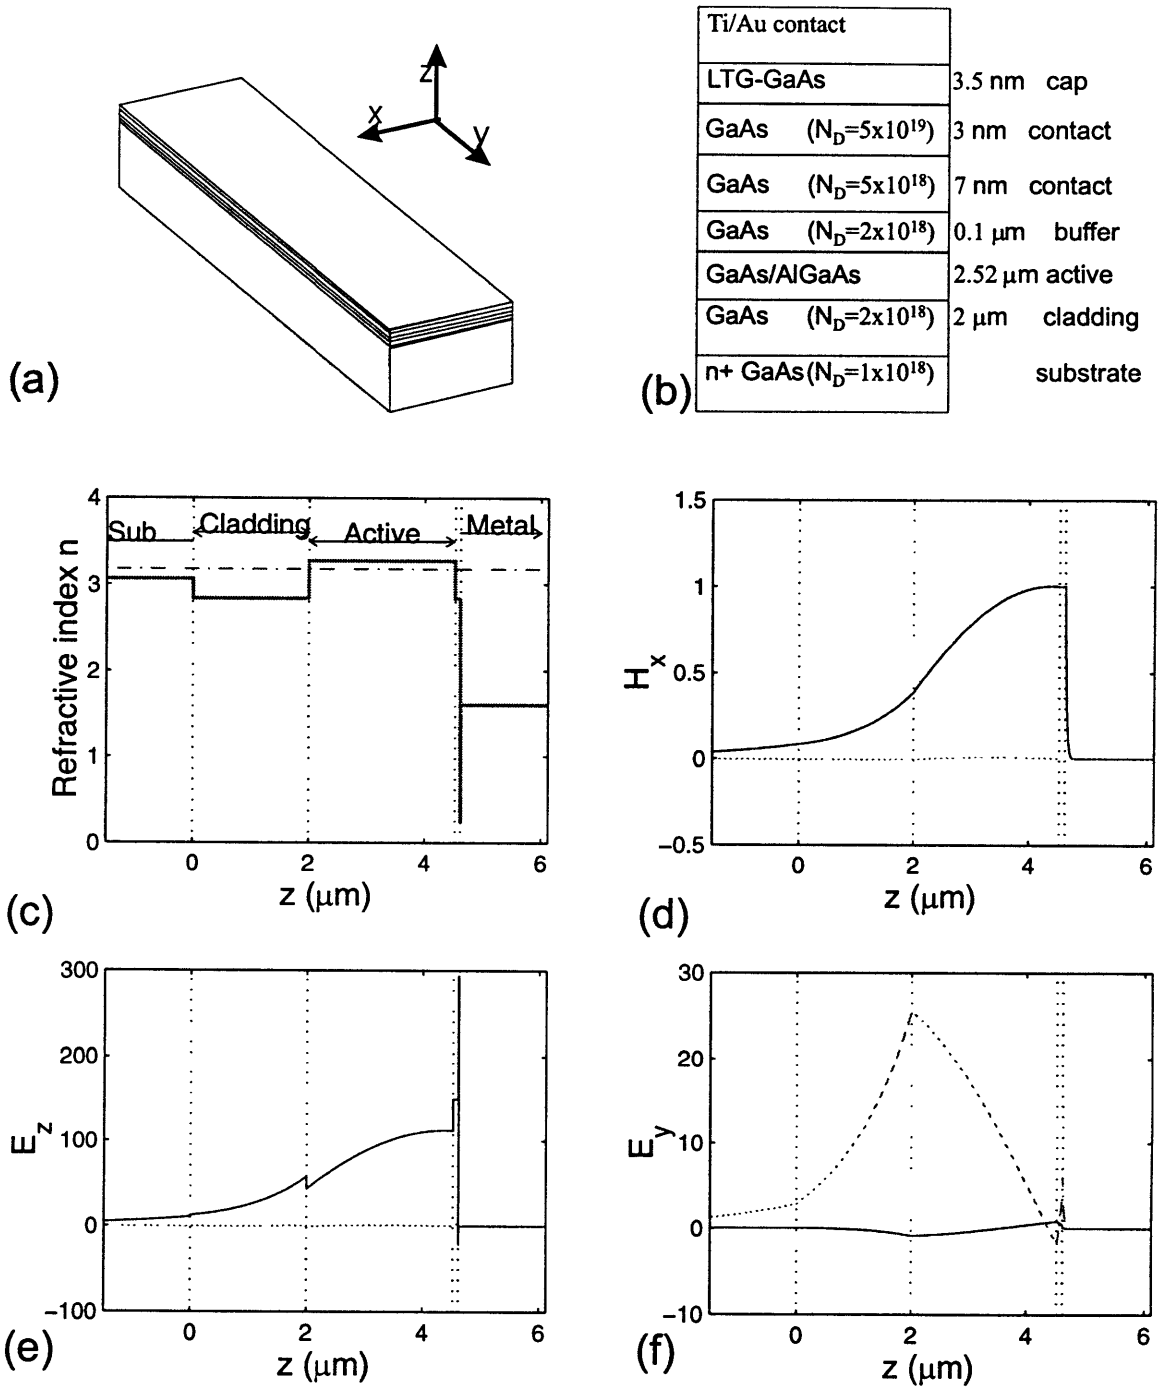 z
x
y
(a)
Ti/Au contact
LTG-GaAs 3.5 nm cap
GaAs (N_D=5x10^19) 3 nm contact
GaAs (N_D=5x10^18) 7 nm contact
GaAs (N_D=2x10^18) 0.1 μm buffer
GaAs/AlGaAs 2.52 μm active
GaAs (N_D=2x10^18) 2 μm cladding
n+ GaAs(N_D=1x10^18) substrate
(b)
4
3
2
1
0
Refractive index n
Sub
Cladding
Active
Metal
0 2 4 6
z (μm)
(c)
1.5
1
0.5
0
−0.5
H_x
0 2 4 6
z (μm)
(d)
300
200
100
0
−100
E_z
0 2 4 6
z (μm)
(e)
30
20
10
0
−10
E_y
0 2 4 6
z (μm)
(f)